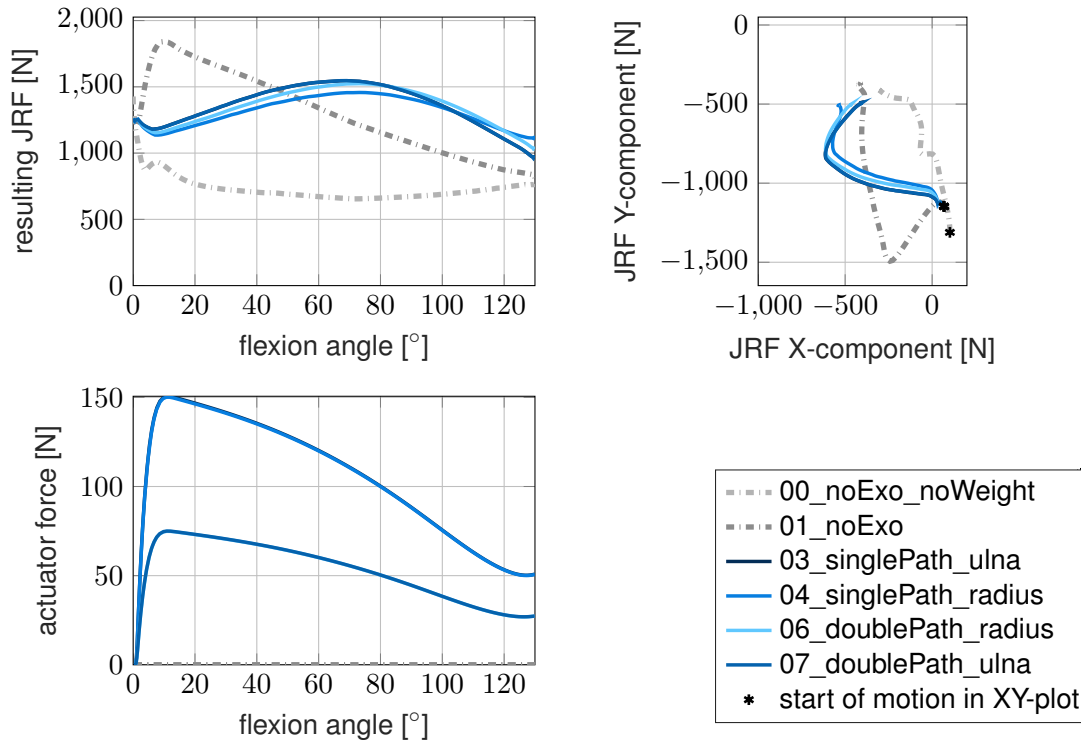 2,000
1,500
1,000
500
0
resulting JRF [N]
0 20 40 60 80 100 120
flexion angle [°]
0
−500
−1,000
−1,500
JRF Y-component [N]
−1,000 −500 0
JRF X-component [N]
150
100
50
0
actuator force [N]
0 20 40 60 80 100 120
flexion angle [°]
00_noExo_noWeight
01_noExo
03_singlePath_ulna
04_singlePath_radius
06_doublePath_radius
07_doublePath_ulna
start of motion in XY-plot